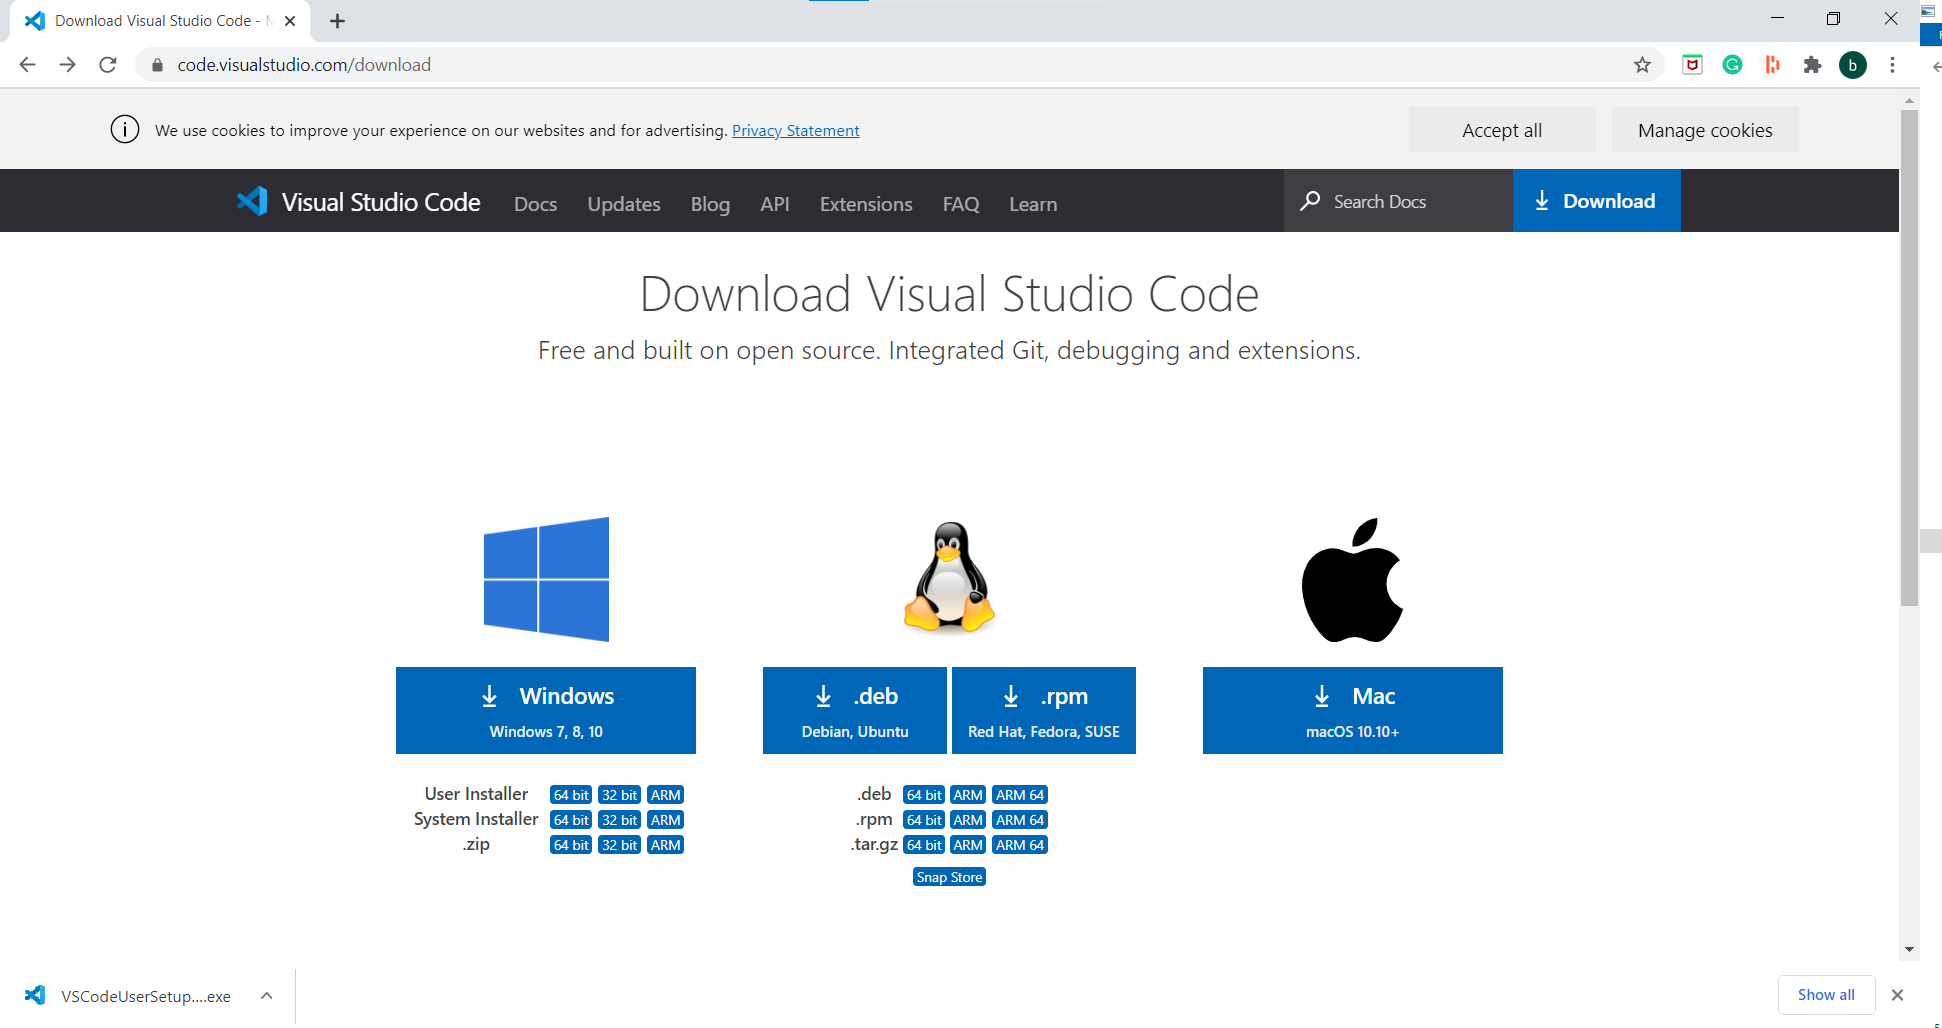 Download Visual Studio Code -
code.visualstudio.com/download
b
We use cookies to improve your experience on our websites and for advertising. Privacy Statement
Accept all
Manage cookies
Visual Studio Code
Docs
Updates
Blog
API
Extensions
FAQ
Learn
Search Docs
Download
Download Visual Studio Code
Free and built on open source. Integrated Git, debugging and extensions.
Windows
Windows 7, 8, 10
.deb
Debian, Ubuntu
.rpm
Red Hat, Fedora, SUSE
Mac
macOS 10.10+
User Installer 64 bit 32 bit ARM
System Installer 64 bit 32 bit ARM
.zip 64 bit 32 bit ARM
.deb 64 bit ARM ARM 64
.rpm 64 bit ARM ARM 64
.tar.gz 64 bit ARM ARM 64
Snap Store
VSCodeUserSetup....exe
Show all